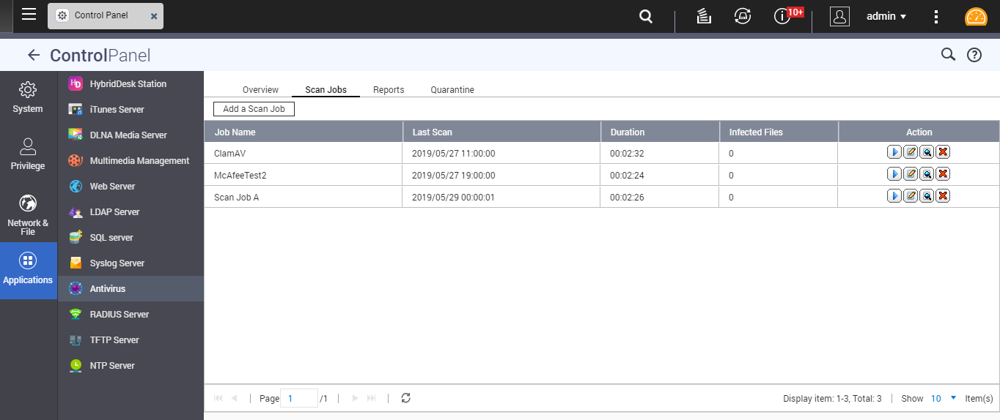 Control Panel
10+
admin
ControlPanel
System
Privilege
Network &
File
Applications
HybridDesk Station
iTunes Server
DLNA Media Server
Multimedia Management
Web Server
LDAP Server
SQL server
Syslog Server
Antivirus
RADIUS Server
TFTP Server
NTP Server
Overview Scan Jobs Reports Quarantine
Add a Scan Job
Job Name Last Scan Duration Infected Files Action
ClamAV 2019/05/27 11:00:00 00:02:32 0
McAfeeTest2 2019/05/27 19:00:00 00:02:24 0
Scan Job A 2019/05/29 00:00:01 00:02:26 0
Page 1 /1 Display item: 1-3, Total: 3 Show 10 Item(s)